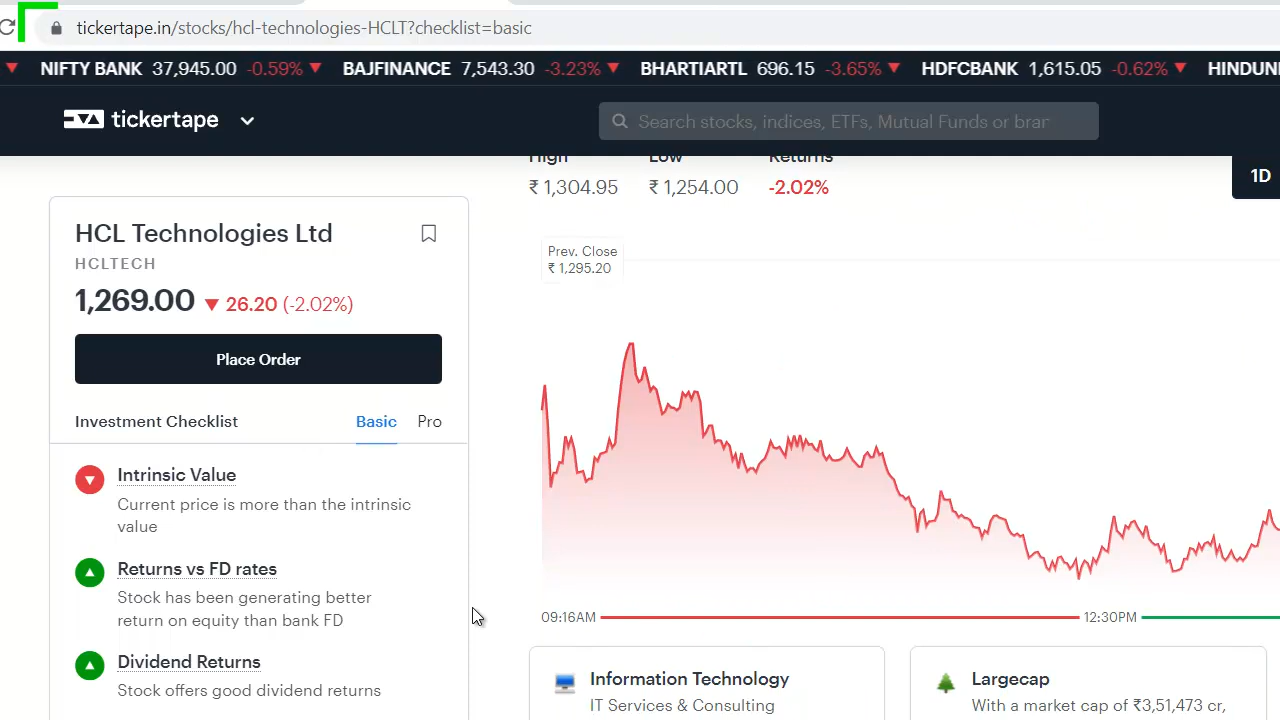 tickertape.in/stocks/hcl-technologies-HCLT?checklist=basic
NIFTY BANK 37,945.00 -0.59% BAJFINANCE 7,543.30 -3.23% BHARTIARTL 696.15 -3.65% HDFCBANK 1,615.05 -0.62% HINDUN
tickertape
Search stocks, indices, ETFs, Mutual Funds or bran
High Low Returns
₹ 1,304.95 ₹ 1,254.00 -2.02%
1D
HCL Technologies Ltd
HCLTECH
1,269.00 26.20 (-2.02%)
Place Order
Investment Checklist Basic Pro
Intrinsic Value
Current price is more than the intrinsic
value
Returns vs FD rates
Stock has been generating better
return on equity than bank FD
Dividend Returns
Stock offers good dividend returns
Prev. Close
₹ 1,295.20
09:16AM 12:30PM
Information Technology
IT Services & Consulting
Largecap
With a market cap of ₹3,51,473 cr,